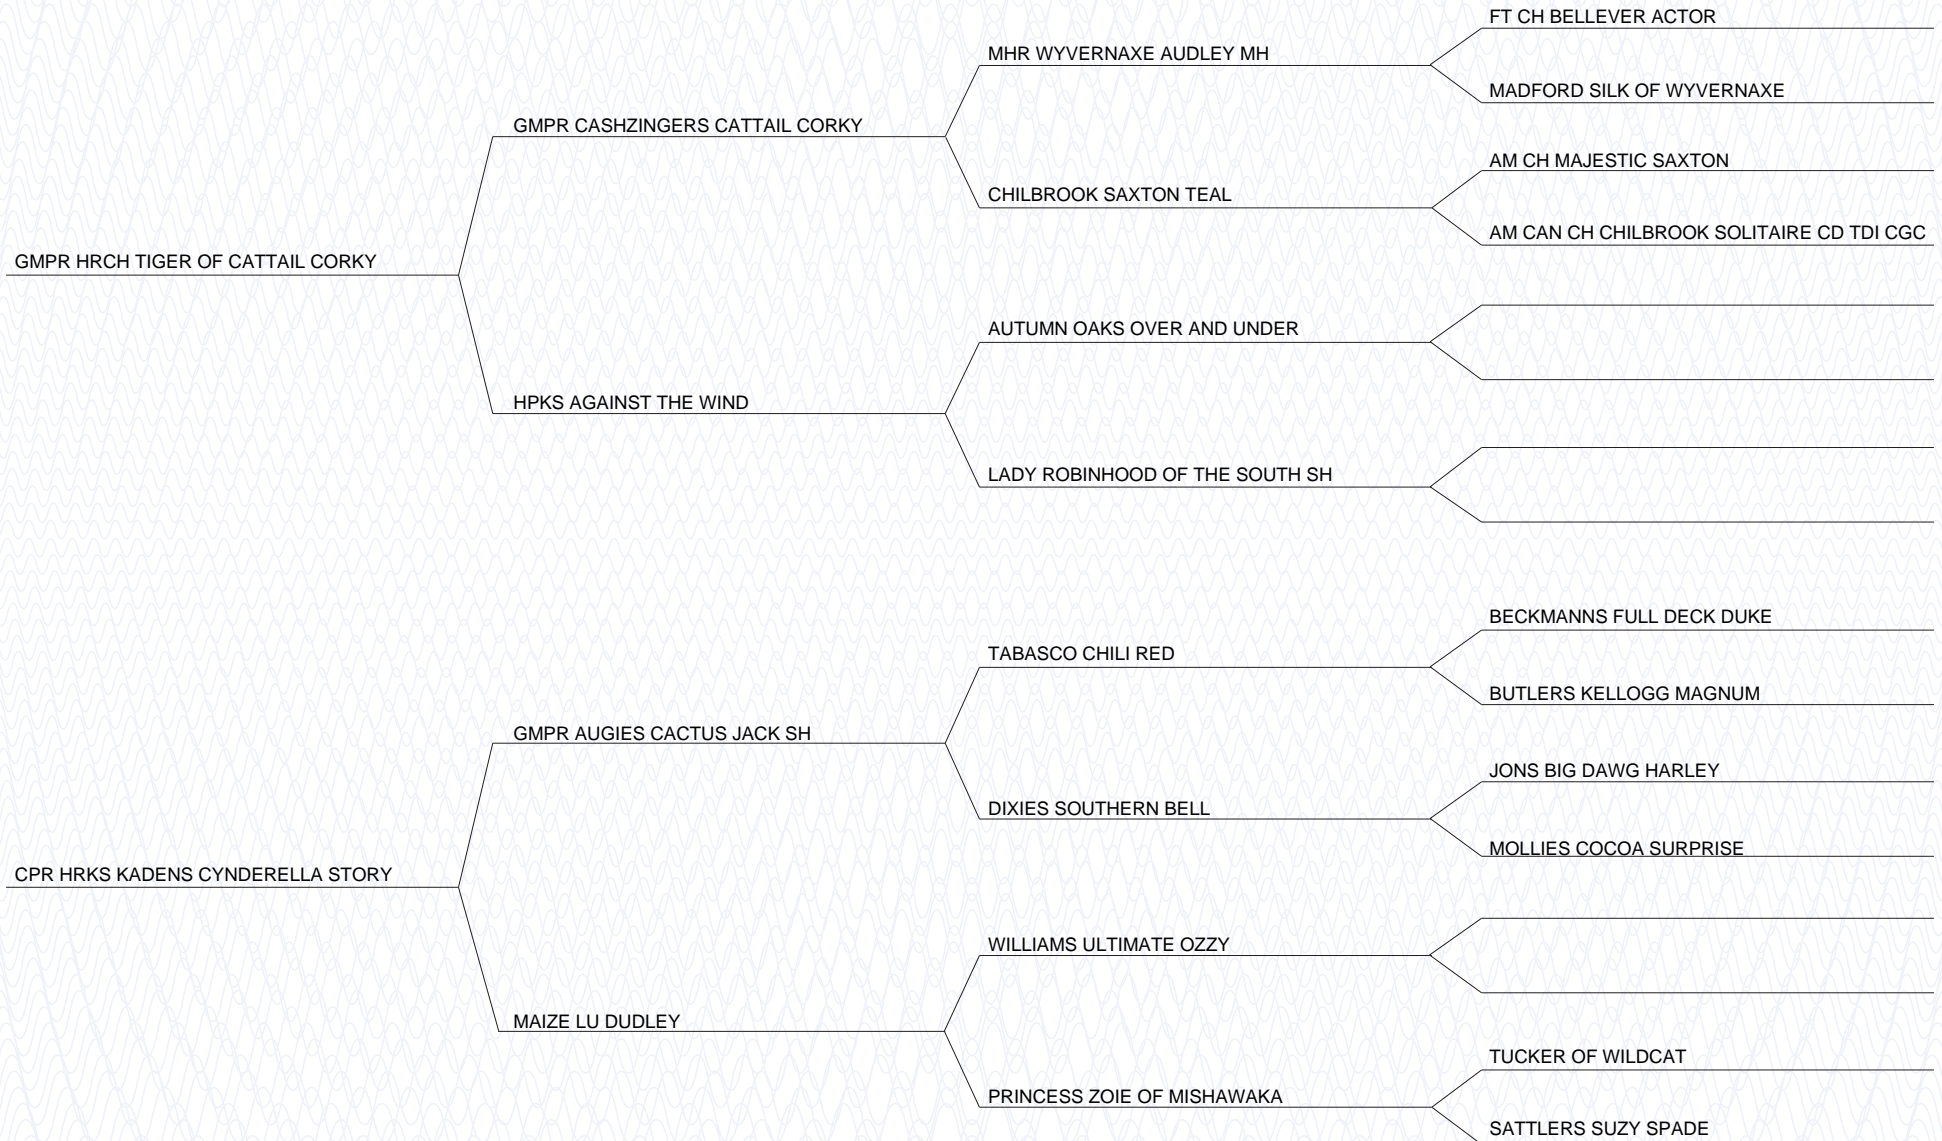 FT CH BELLEVER ACTOR
MHR WYVERNAXE AUDLEY MH
MADFORD SILK OF WYVERNAXE
GMPR CASHZINGERS CATTAIL CORKY
AM CH MAJESTIC SAXTON
CHILBROOK SAXTON TEAL
AM CAN CH CHILBROOK SOLITAIRE CD TDI CGC
GMPR HRCH TIGER OF CATTAIL CORKY
AUTUMN OAKS OVER AND UNDER
HPKS AGAINST THE WIND
LADY ROBINHOOD OF THE SOUTH SH
BECKMANNS FULL DECK DUKE
TABASCO CHILI RED
BUTLERS KELLOGG MAGNUM
GMPR AUGIES CACTUS JACK SH
JONS BIG DAWG HARLEY
DIXIES SOUTHERN BELL
MOLLIES COCOA SURPRISE
CPR HRKS KADENS CYNDERELLA STORY
WILLIAMS ULTIMATE OZZY
MAIZE LU DUDLEY
TUCKER OF WILDCAT
PRINCESS ZOIE OF MISHAWAKA
SATTLERS SUZY SPADE